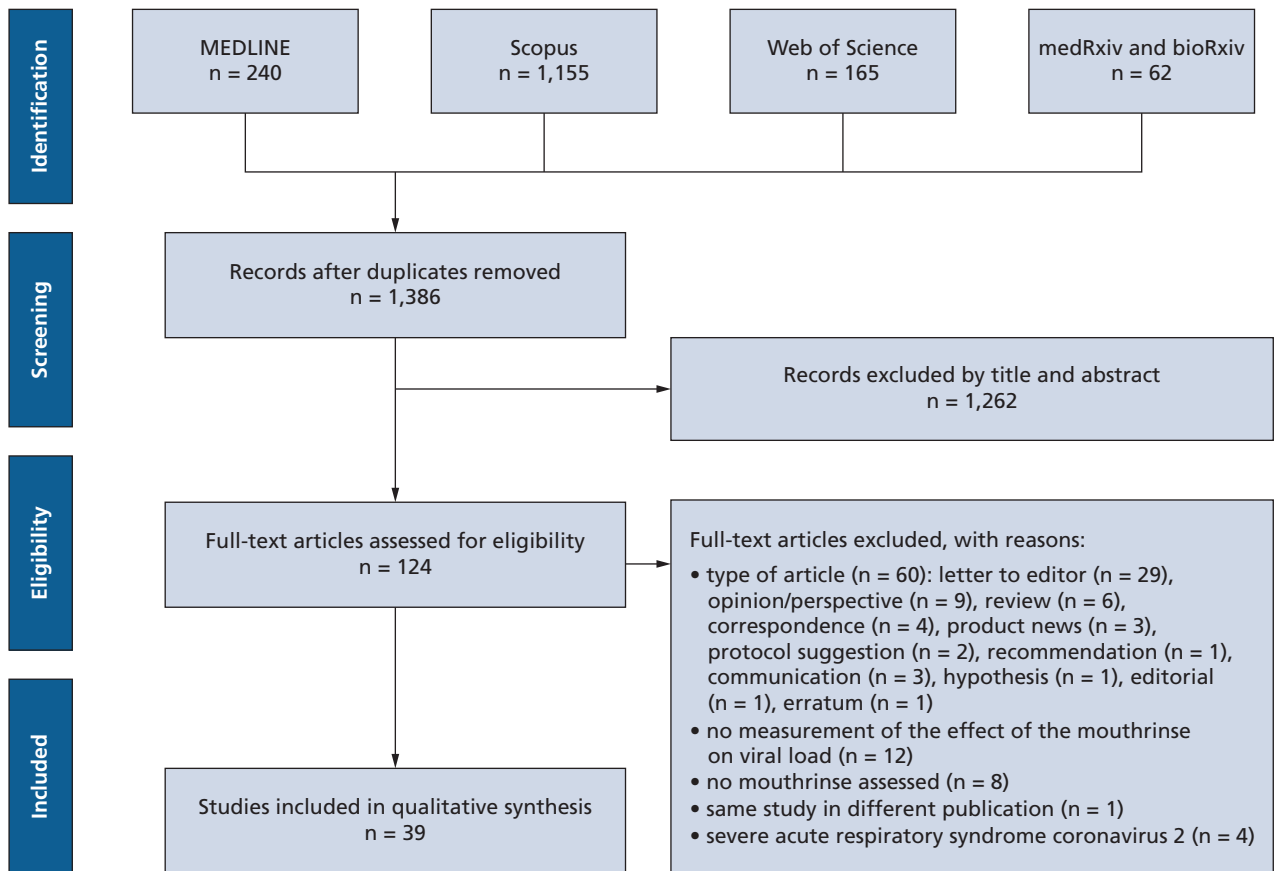 Identification
MEDLINE
n = 240
Scopus
n = 1,155
Web of Science
n = 165
medRxiv and bioRxiv
n = 62
Screening
Records after duplicates removed
n = 1,386
Records excluded by title and abstract
n = 1,262
Eligibility
Full-text articles assessed for eligibility
n = 124
Full-text articles excluded, with reasons:
• type of article (n = 60): letter to editor (n = 29),
opinion/perspective (n = 9), review (n = 6),
correspondence (n = 4), product news (n = 3),
protocol suggestion (n = 2), recommendation (n = 1),
communication (n = 3), hypothesis (n = 1), editorial
(n = 1), erratum (n = 1)
• no measurement of the effect of the mouthrinse
on viral load (n = 12)
• no mouthrinse assessed (n = 8)
• same study in different publication (n = 1)
• severe acute respiratory syndrome coronavirus 2 (n = 4)
Included
Studies included in qualitative synthesis
n = 39